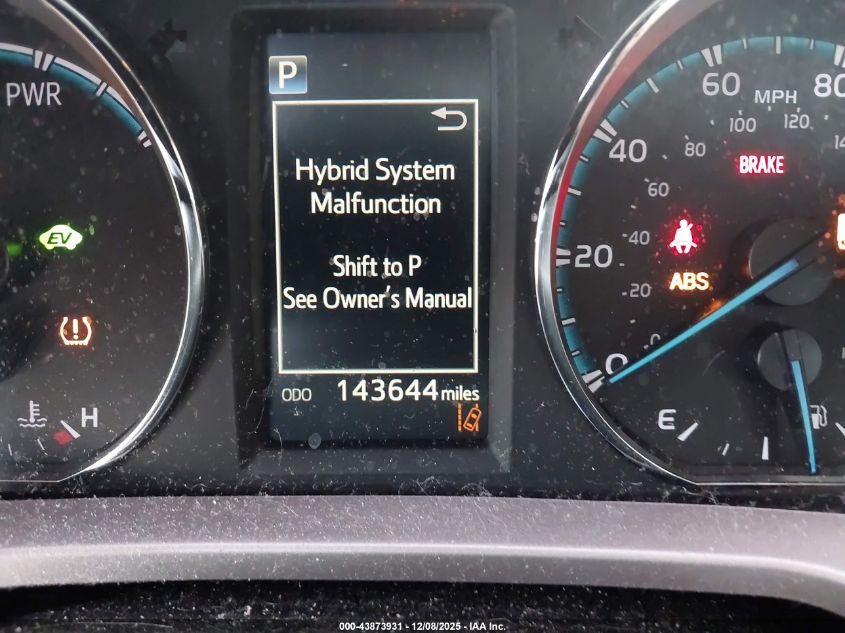 P
PWR
60
MPH
80
100
120
Hybrid System
Malfunction
40
80
BRAKE
60
EV
Shift to P
20
40
ABS
See Owner's Manual
20
0
0
ODO 143644 miles
H
E
000-43873931 - 12/08/2025 - IAA Inc.